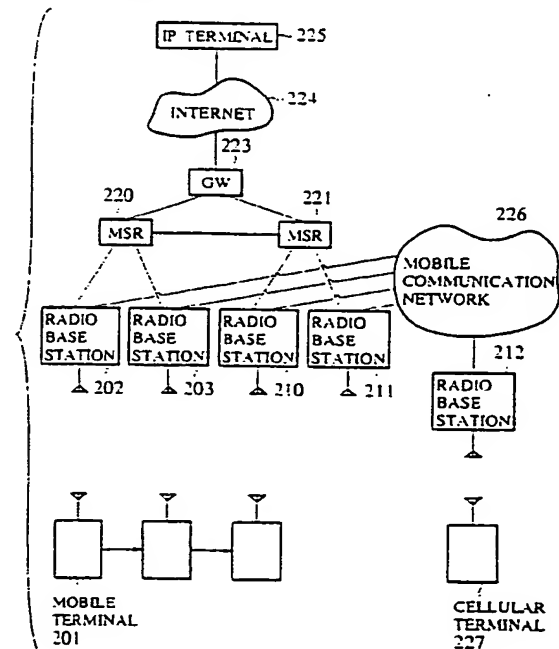 IP TERMINAL 225
INTERNET 224
223
GW
220
MSR
221
MSR
226
MOBILE
COMMUNICATION
NETWORK
RADIO
BASE
STATION
202
RADIO
BASE
STATION
203
RADIO
BASE
STATION
210
RADIO
BASE
STATION
211
212
RADIO
BASE
STATION
MOBILE
TERMINAL
201
CELLULAR
TERMINAL
227